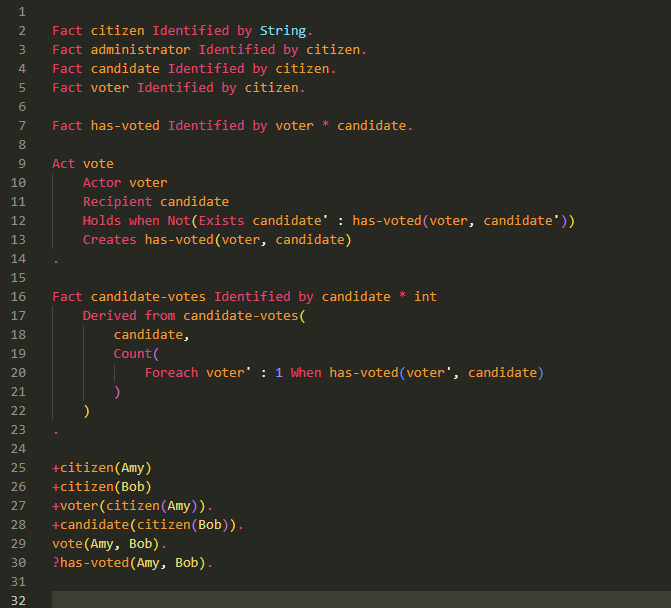 1
2 Fact citizen Identified by String.
3 Fact administrator Identified by citizen.
4 Fact candidate Identified by citizen.
5 Fact voter Identified by citizen.
6
7 Fact has-voted Identified by voter * candidate.
8
9 Act vote
10     Actor voter
11     Recipient candidate
12     Holds when Not(Exists candidate' : has-voted(voter, candidate'))
13     Creates has-voted(voter, candidate)
14 .
15
16 Fact candidate-votes Identified by candidate * int
17     Derived from candidate-votes(
18         candidate,
19         Count(
20             Foreach voter' : 1 When has-voted(voter', candidate)
21         )
22     )
23 .
24
25 +citizen(Amy)
26 +citizen(Bob)
27 +voter(citizen(Amy)).
28 +candidate(citizen(Bob)).
29 vote(Amy, Bob).
30 ?has-voted(Amy, Bob).
31
32